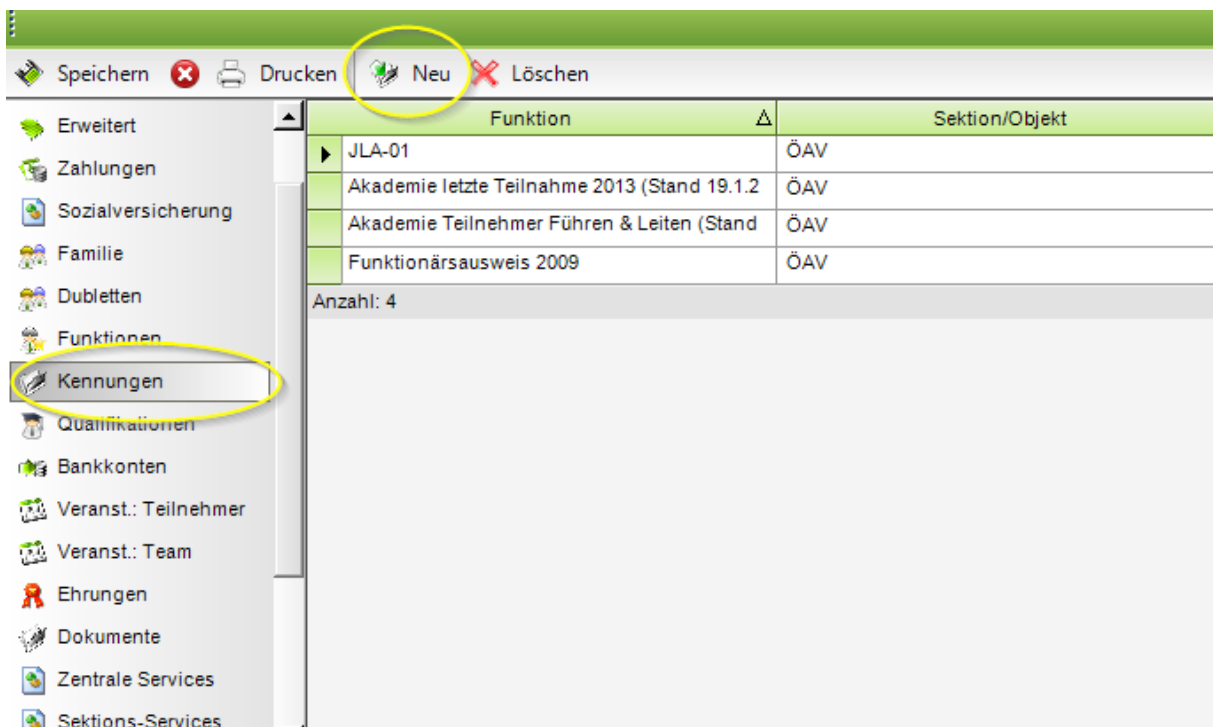 Speichern Drucken Neu Löschen
Erweitert
Zahlungen
Sozialversicherung
Familie
Dubletten
Funktionen
Kennungen
Qualifikationen
Bankkonten
Veranst.: Teilnehmer
Veranst.: Team
Ehrungen
Dokumente
Zentrale Services
Sektions-Services
Funktion Sektion/Objekt
JLA-01 ÖAV
Akademie letzte Teilnahme 2013 (Stand 19.1.2 ÖAV
Akademie Teilnehmer Führen & Leiten (Stand ÖAV
Funktionärsausweis 2009 ÖAV
Anzahl: 4